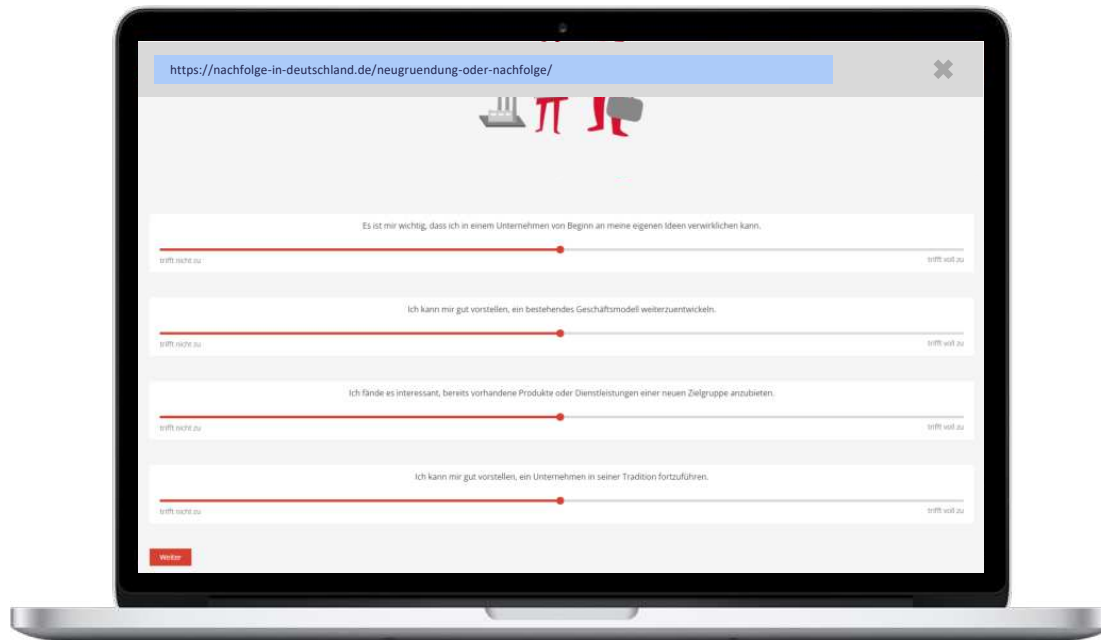 https://nachfolge-in-deutschland.de/neugruendung-oder-nachfolge/
Es ist mir wichtig, dass ich in einem Unternehmen von Beginn an meine eigenen Ideen verwirklichen kann.
trifft nicht zu
trifft voll zu
Ich kann mir gut vorstellen, ein bestehendes Geschäftsmodell weiterzuentwickeln.
trifft nicht zu
trifft voll zu
Ich fände es interessant, bereits vorhandene Produkte oder Dienstleistungen einer neuen Zielgruppe anzubieten.
trifft nicht zu
trifft voll zu
Ich kann mir gut vorstellen, ein Unternehmen in seiner Tradition fortzuführen.
trifft nicht zu
trifft voll zu
Weiter